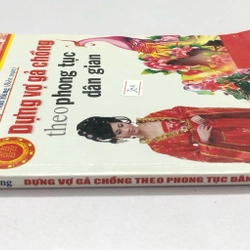 Dựng vợ gả chồng
theo phong tục
dân gian
DỰNG VỢ GẢ CHỒNG THEO PHONG TỤC DÂN